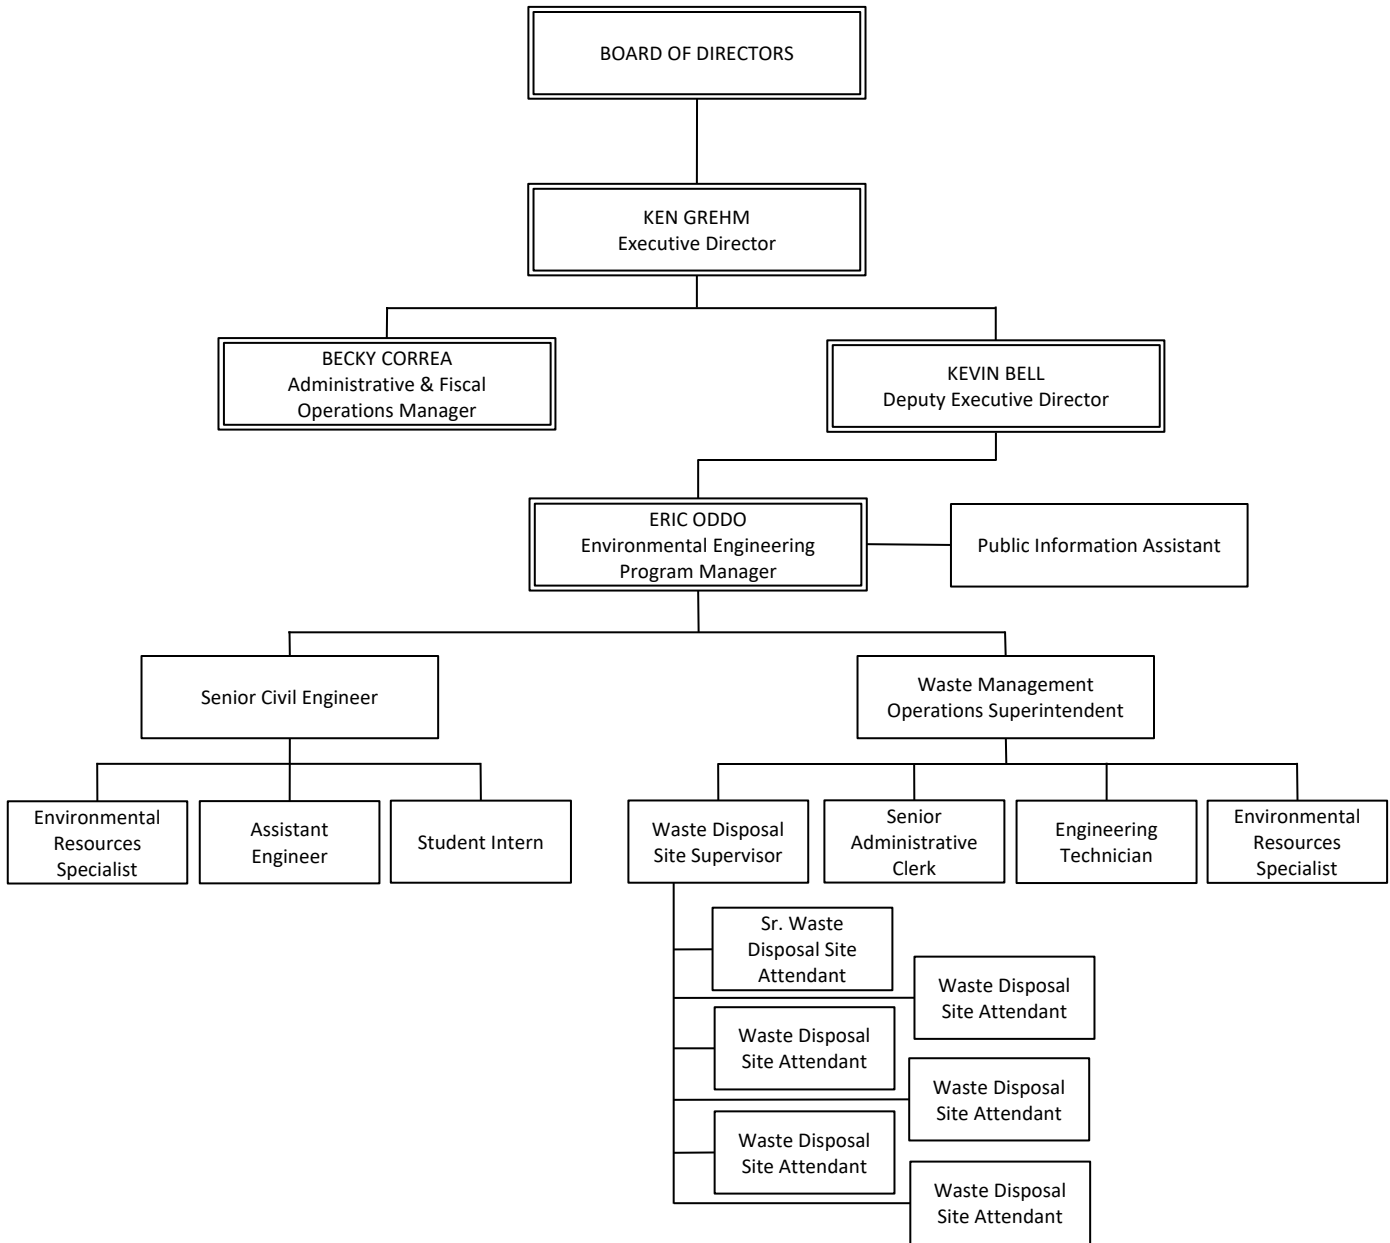 BOARD OF DIRECTORS
KEN GREHM
Executive Director
BECKY CORREA
Administrative & Fiscal
Operations Manager
KEVIN BELL
Deputy Executive Director
ERIC ODDO
Environmental Engineering
Program Manager
Public Information Assistant
Senior Civil Engineer
Waste Management
Operations Superintendent
Environmental
Resources
Specialist
Assistant
Engineer
Student Intern
Waste Disposal
Site Supervisor
Senior
Administrative
Clerk
Engineering
Technician
Environmental
Resources
Specialist
Sr. Waste
Disposal Site
Attendant
Waste Disposal
Site Attendant
Waste Disposal
Site Attendant
Waste Disposal
Site Attendant
Waste Disposal
Site Attendant
Waste Disposal
Site Attendant